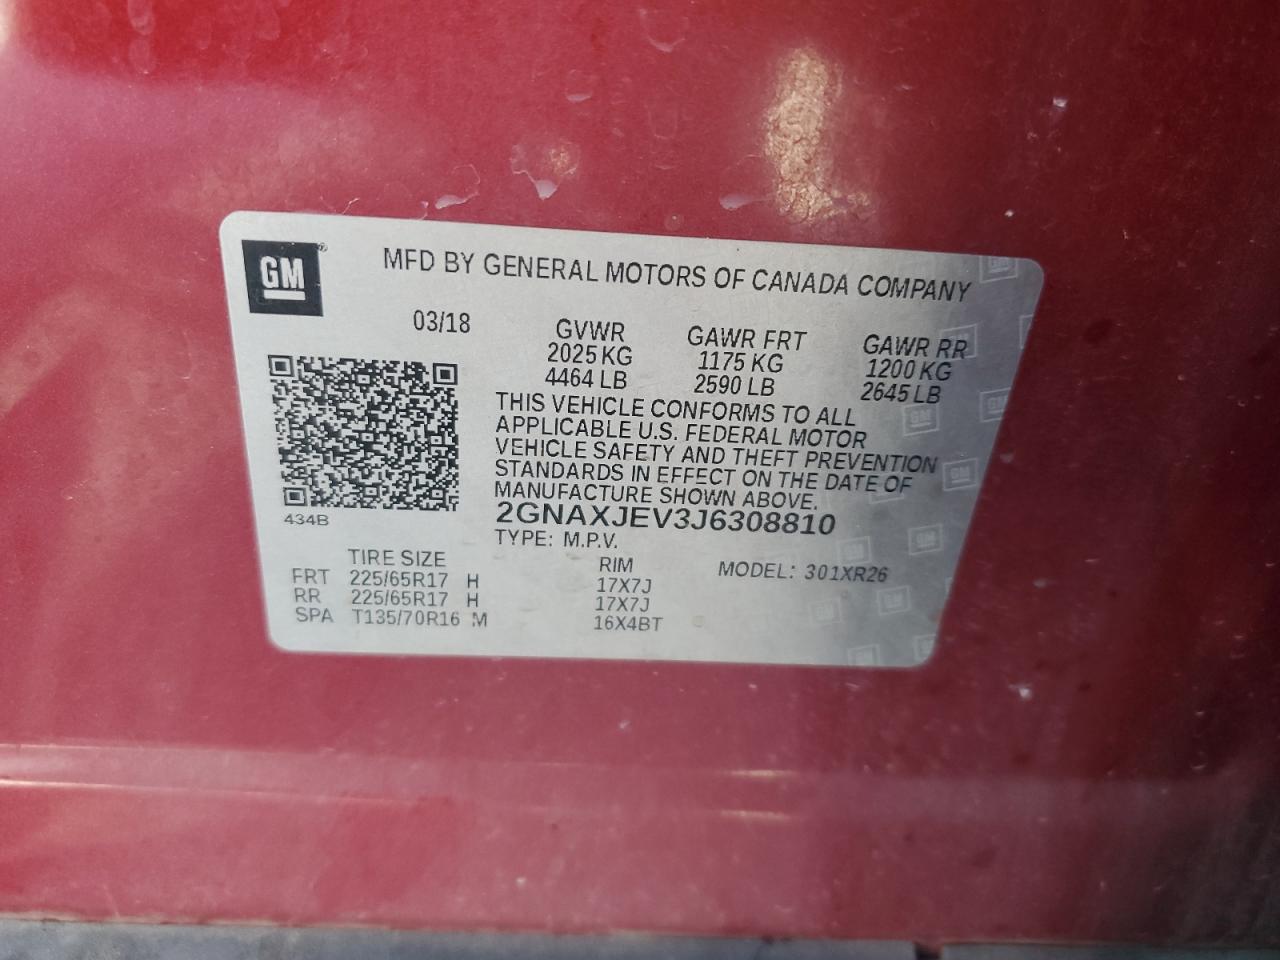 GM ®
MFD BY GENERAL MOTORS OF CANADA COMPANY
03/18
GVWR GAWR FRT GAWR RR
2025 KG 1175 KG 1200 KG
4464 LB 2590 LB 2645 LB
THIS VEHICLE CONFORMS TO ALL
APPLICABLE U.S. FEDERAL MOTOR
VEHICLE SAFETY AND THEFT PREVENTION
STANDARDS IN EFFECT ON THE DATE OF
MANUFACTURE SHOWN ABOVE.
434B
2GNAXJEV3J6308810
TYPE: M.P.V.
TIRE SIZE RIM MODEL: 301XR26
FRT 225/65R17 H 17X7J
RR 225/65R17 H 17X7J
SPA T135/70R16 M 16X4BT